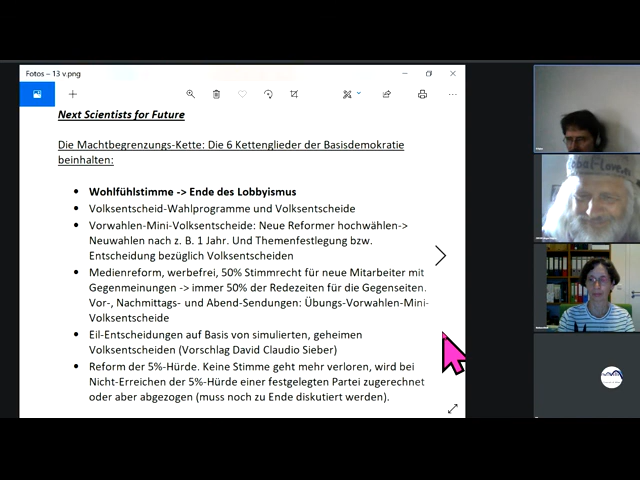 Fotos – 13 v.png
Next Scientists for Future
Die Machtbegrenzungs-Kette: Die 6 Kettenglieder der Basisdemokratie
beinhalten:
• Wohlfühlstimme -> Ende des Lobbyismus
• Volksentscheid-Wahlprogramme und Volksentscheide
• Vorwahlen-Mini-Volksentscheide: Neue Reformer hochwählen->
Neuwahlen nach z. B. 1 Jahr. Und Themenfestlegung bzw.
Entscheidung bezüglich Volksentscheiden
• Medienreform, werbefrei, 50% Stimmrecht für neue Mitarbeiter mit
Gegenmeinungen -> immer 50% der Redezeiten für die Gegenseiten.
Vor-, Nachmittags- und Abend-Sendungen: Übungs-Vorwahlen-Mini-
Volksentscheide
• Eil-Entscheidungen auf Basis von simulierten, geheimen
Volksentscheiden (Vorschlag David Claudio Sieber)
• Reform der 5%-Hürde. Keine Stimme geht mehr verloren, wird bei
Nicht-Erreichen der 5%-Hürde einer festgelegten Partei zugerechnet
oder aber abgezogen (muss noch zu Ende diskutiert werden).